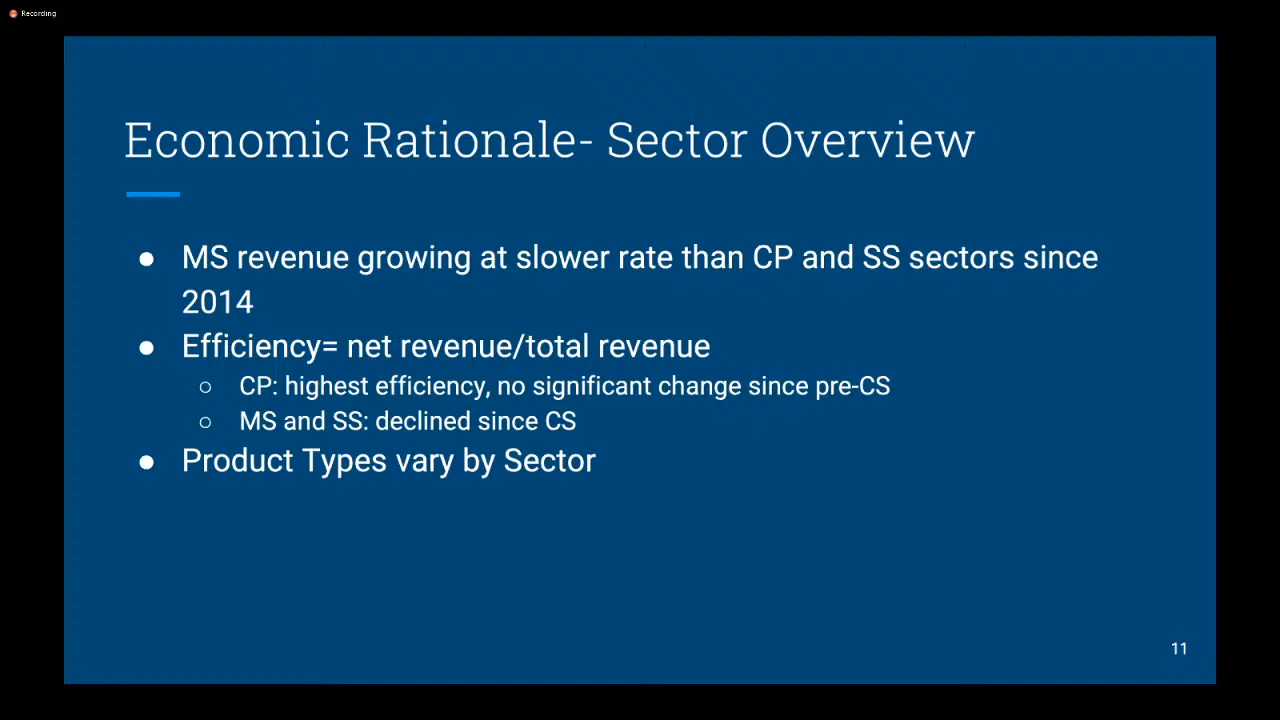 Recording
Economic Rationale- Sector Overview
● MS revenue growing at slower rate than CP and SS sectors since
2014
● Efficiency= net revenue/total revenue
○ CP: highest efficiency, no significant change since pre-CS
○ MS and SS: declined since CS
● Product Types vary by Sector
11